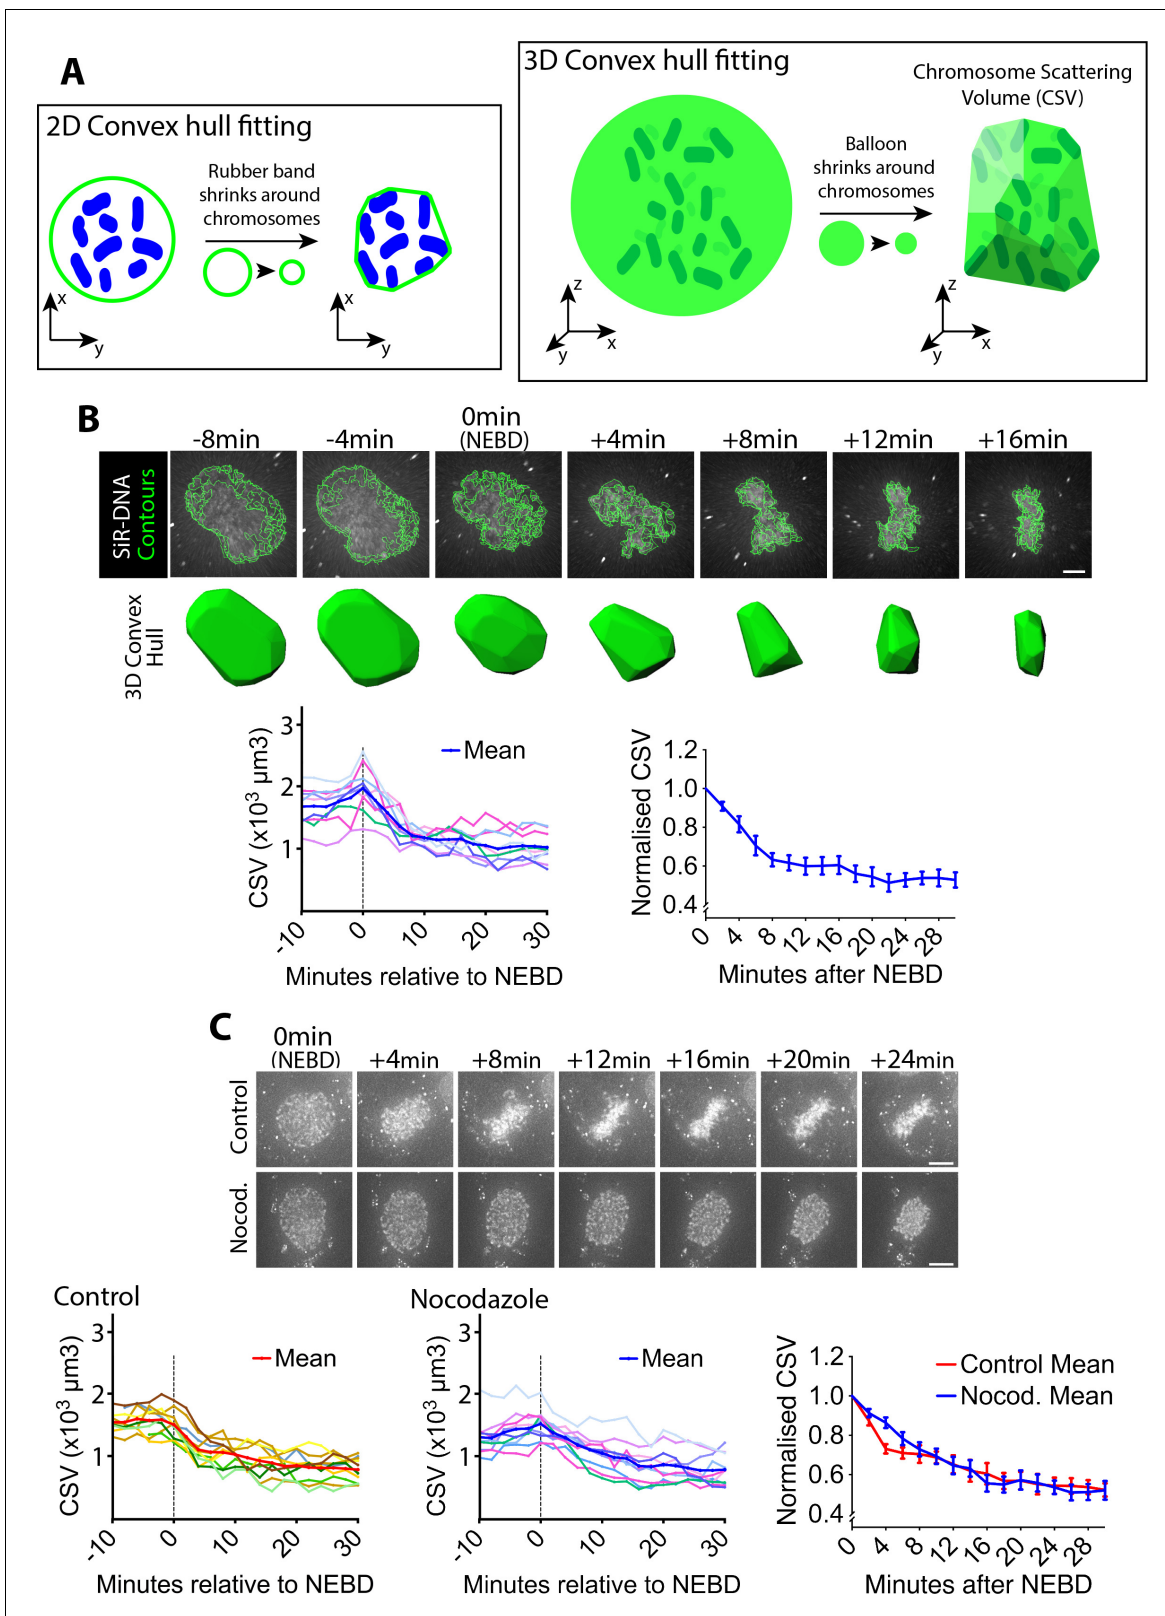 A
2D Convex hull fitting
Rubber band
shrinks around
chromosomes
x
y
x
y
3D Convex hull fitting
Chromosome Scattering
Volume (CSV)
Balloon
shrinks around
chromosomes
z
y
x
z
y
x
B
-8min
-4min
0min
(NEBD)
+4min
+8min
+12min
+16min
SiR-DNA
Contours
3D Convex
Hull
CSV (x10³ µm3)
3
2
1
Mean
-10
0
10
20
30
Minutes relative to NEBD
Normalised CSV
1.2
1.0
0.8
0.6
0.4
0
4
8
12
16
20
24
28
Minutes after NEBD
C
0min
(NEBD)
+4min
+8min
+12min
+16min
+20min
+24min
Control
Nocod.
Control
CSV (x10³ µm3)
3
2
1
Mean
-10
0
10
20
30
Minutes relative to NEBD
Nocodazole
CSV (x10³ µm3)
3
2
1
Mean
-10
0
10
20
30
Minutes relative to NEBD
Normalised CSV
1.2
1.0
0.8
0.6
0.4
Control Mean
Nocod. Mean
0
4
8
12
16
20
24
28
Minutes after NEBD